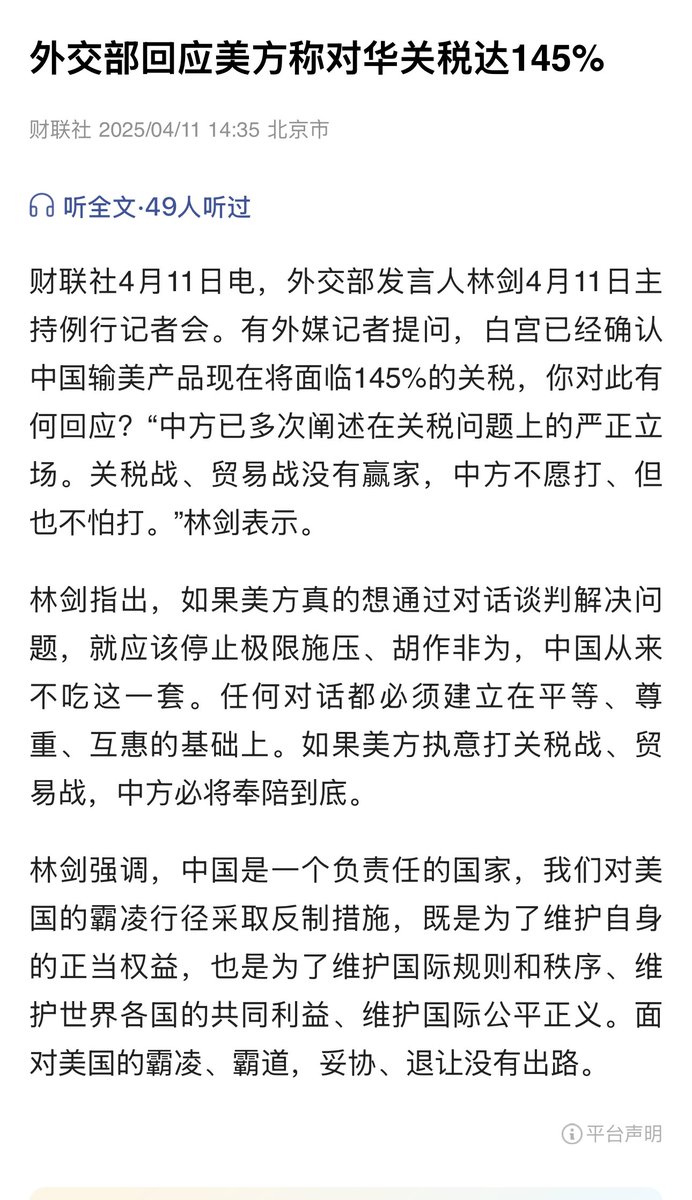 外交部回应美方称对华关税达145%
财联社 2025/04/11 14:35 北京市
听全文·49人听过
财联社4月11日电，外交部发言人林剑4月11日主
持例行记者会。有外媒记者提问，白宫已经确认
中国输美产品现在将面临145%的关税，你对此有
何回应？“中方已多次阐述在关税问题上的严正立
场。关税战、贸易战没有赢家，中方不愿打、但
也不怕打。”林剑表示。
林剑指出，如果美方真的想通过对话谈判解决问
题，就应该停止极限施压、胡作非为，中国从来
不吃这一套。任何对话都必须建立在平等、尊
重、互惠的基础上。如果美方执意打关税战、贸
易战，中方必将奉陪到底。
林剑强调，中国是一个负责任的国家，我们对美
国的霸凌行径采取反制措施，既是为了维护自身
的正当权益，也是为了维护国际规则和秩序、维
护世界各国的共同利益、维护国际公平正义。面
对美国的霸凌、霸道，妥协、退让没有出路。
平台声明